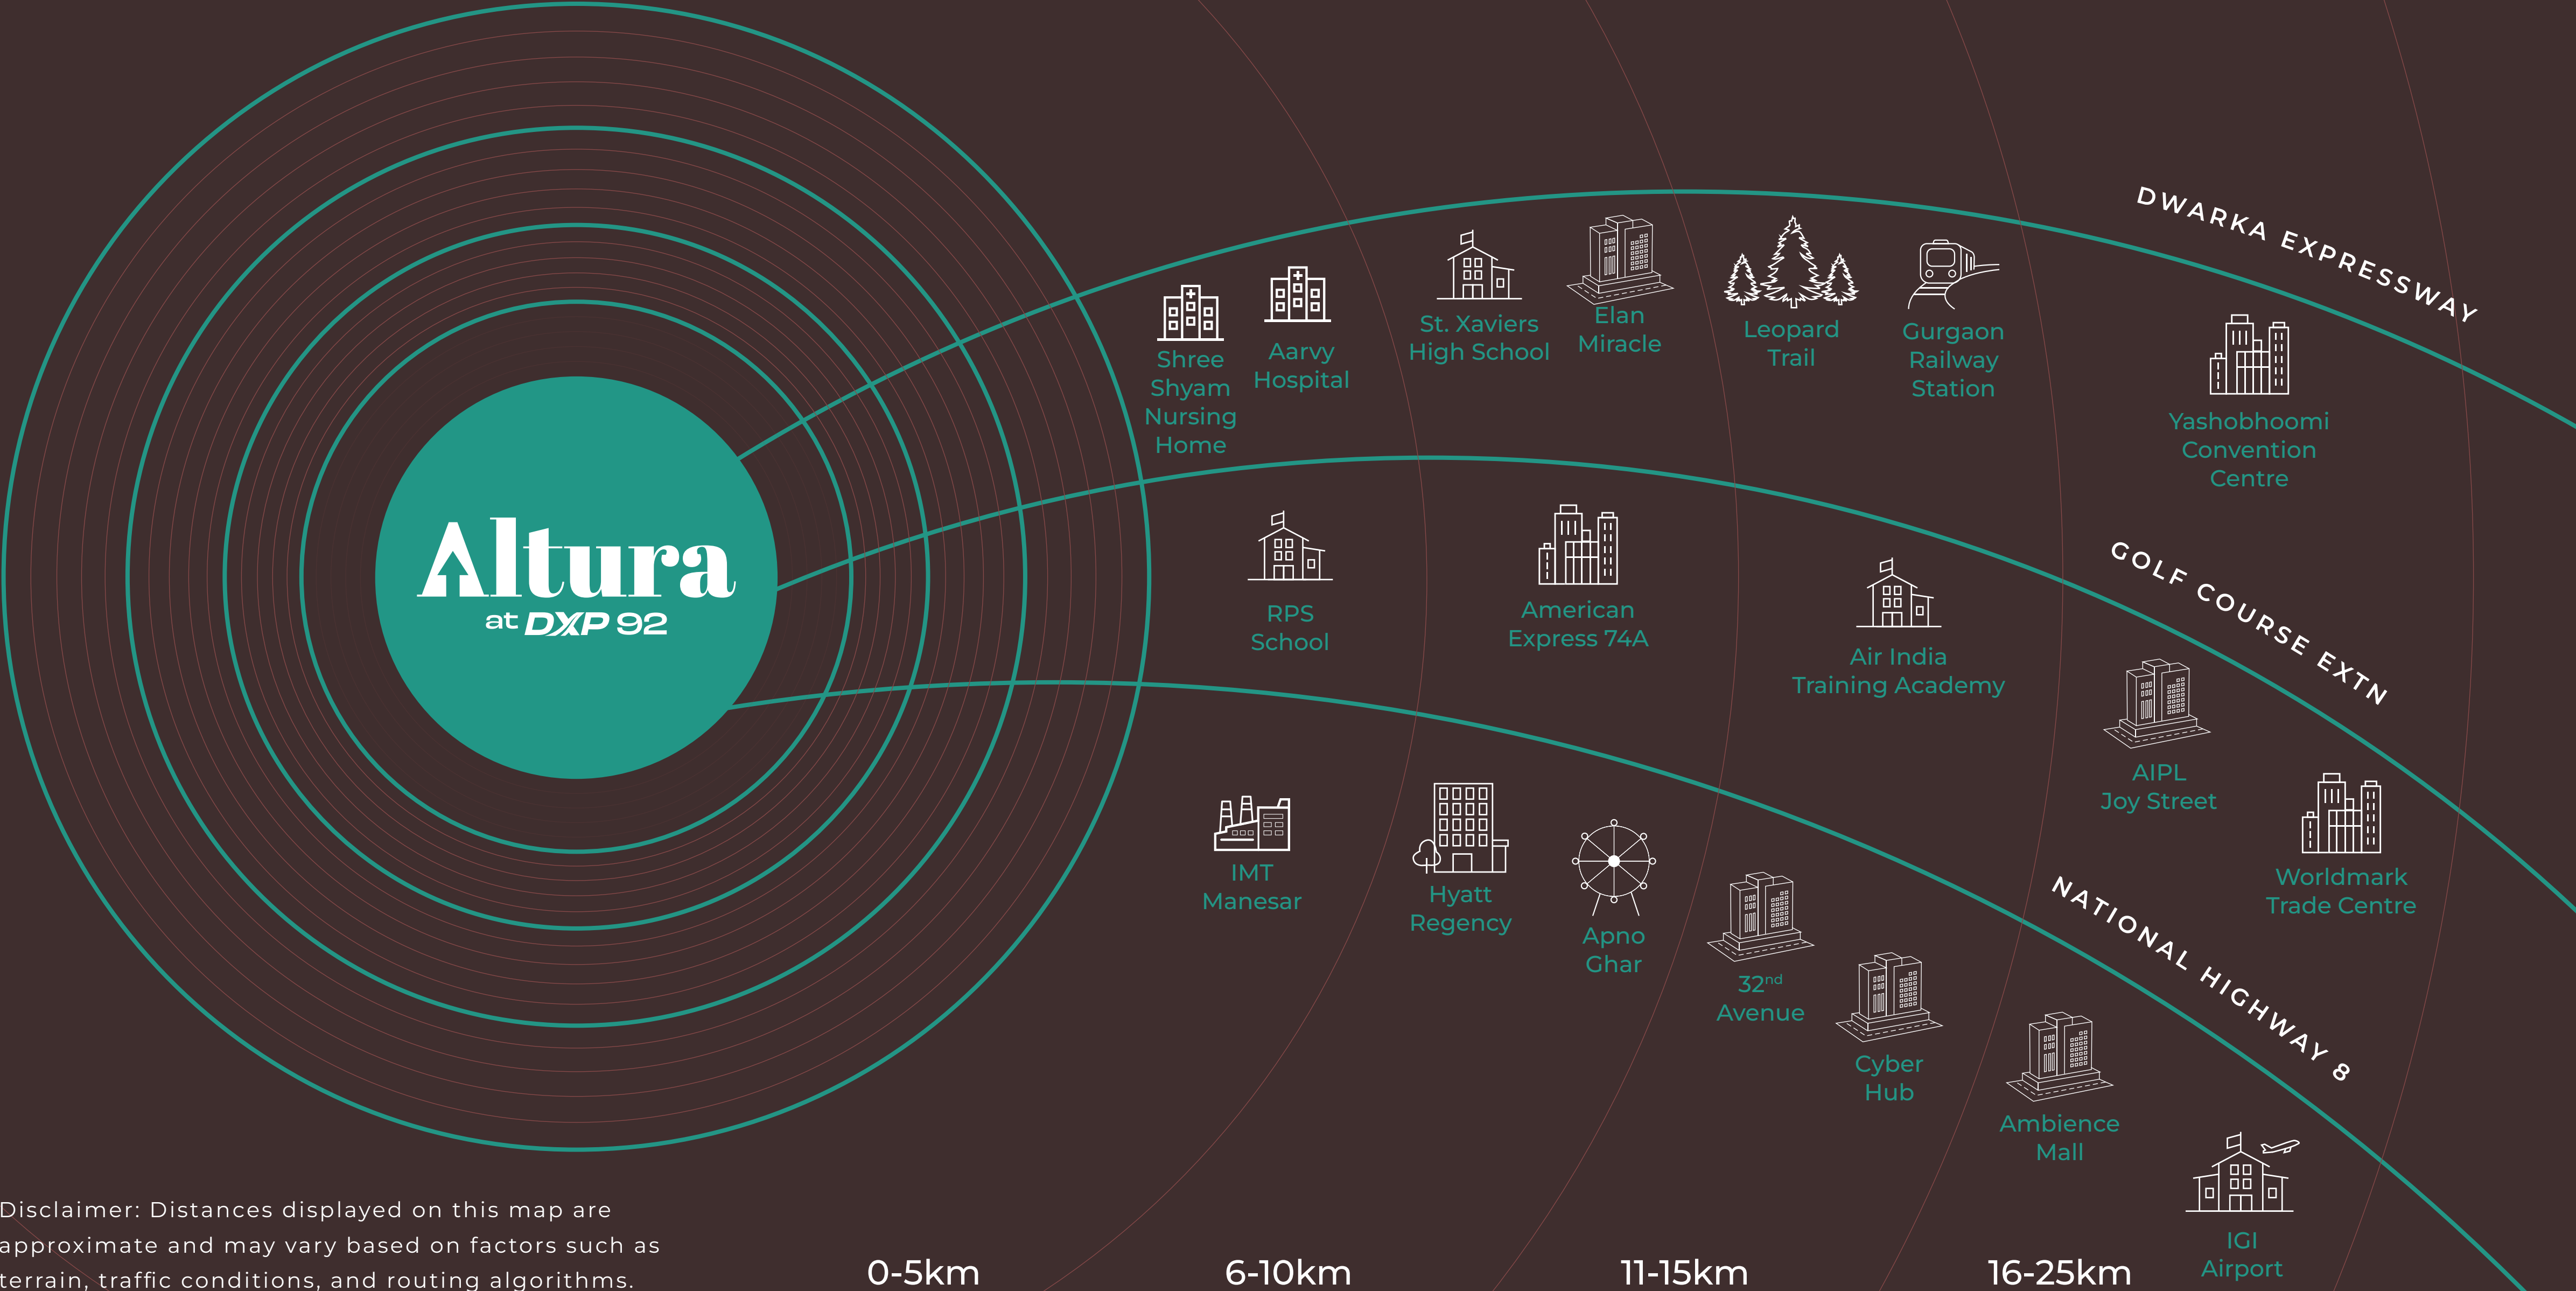 Altura
at DXP 92
DWARKA EXPRESSWAY
Shree
Shyam
Nursing
Home
Aarvy
Hospital
St. Xaviers
High School
Elan
Miracle
Leopard
Trail
Gurgaon
Railway
Station
Yashobhoomi
Convention
Centre
GOLF COURSE EXTN
RPS
School
American
Express 74A
Air India
Training Academy
AIPL
Joy Street
Worldmark
Trade Centre
NATIONAL HIGHWAY 8
IMT
Manesar
Hyatt
Regency
Apno
Ghar
32nd
Avenue
Cyber
Hub
Ambience
Mall
IGI
Airport
Disclaimer: Distances displayed on this map are
approximate and may vary based on factors such as
terrain, traffic conditions, and routing algorithms.
0-5km
6-10km
11-15km
16-25km